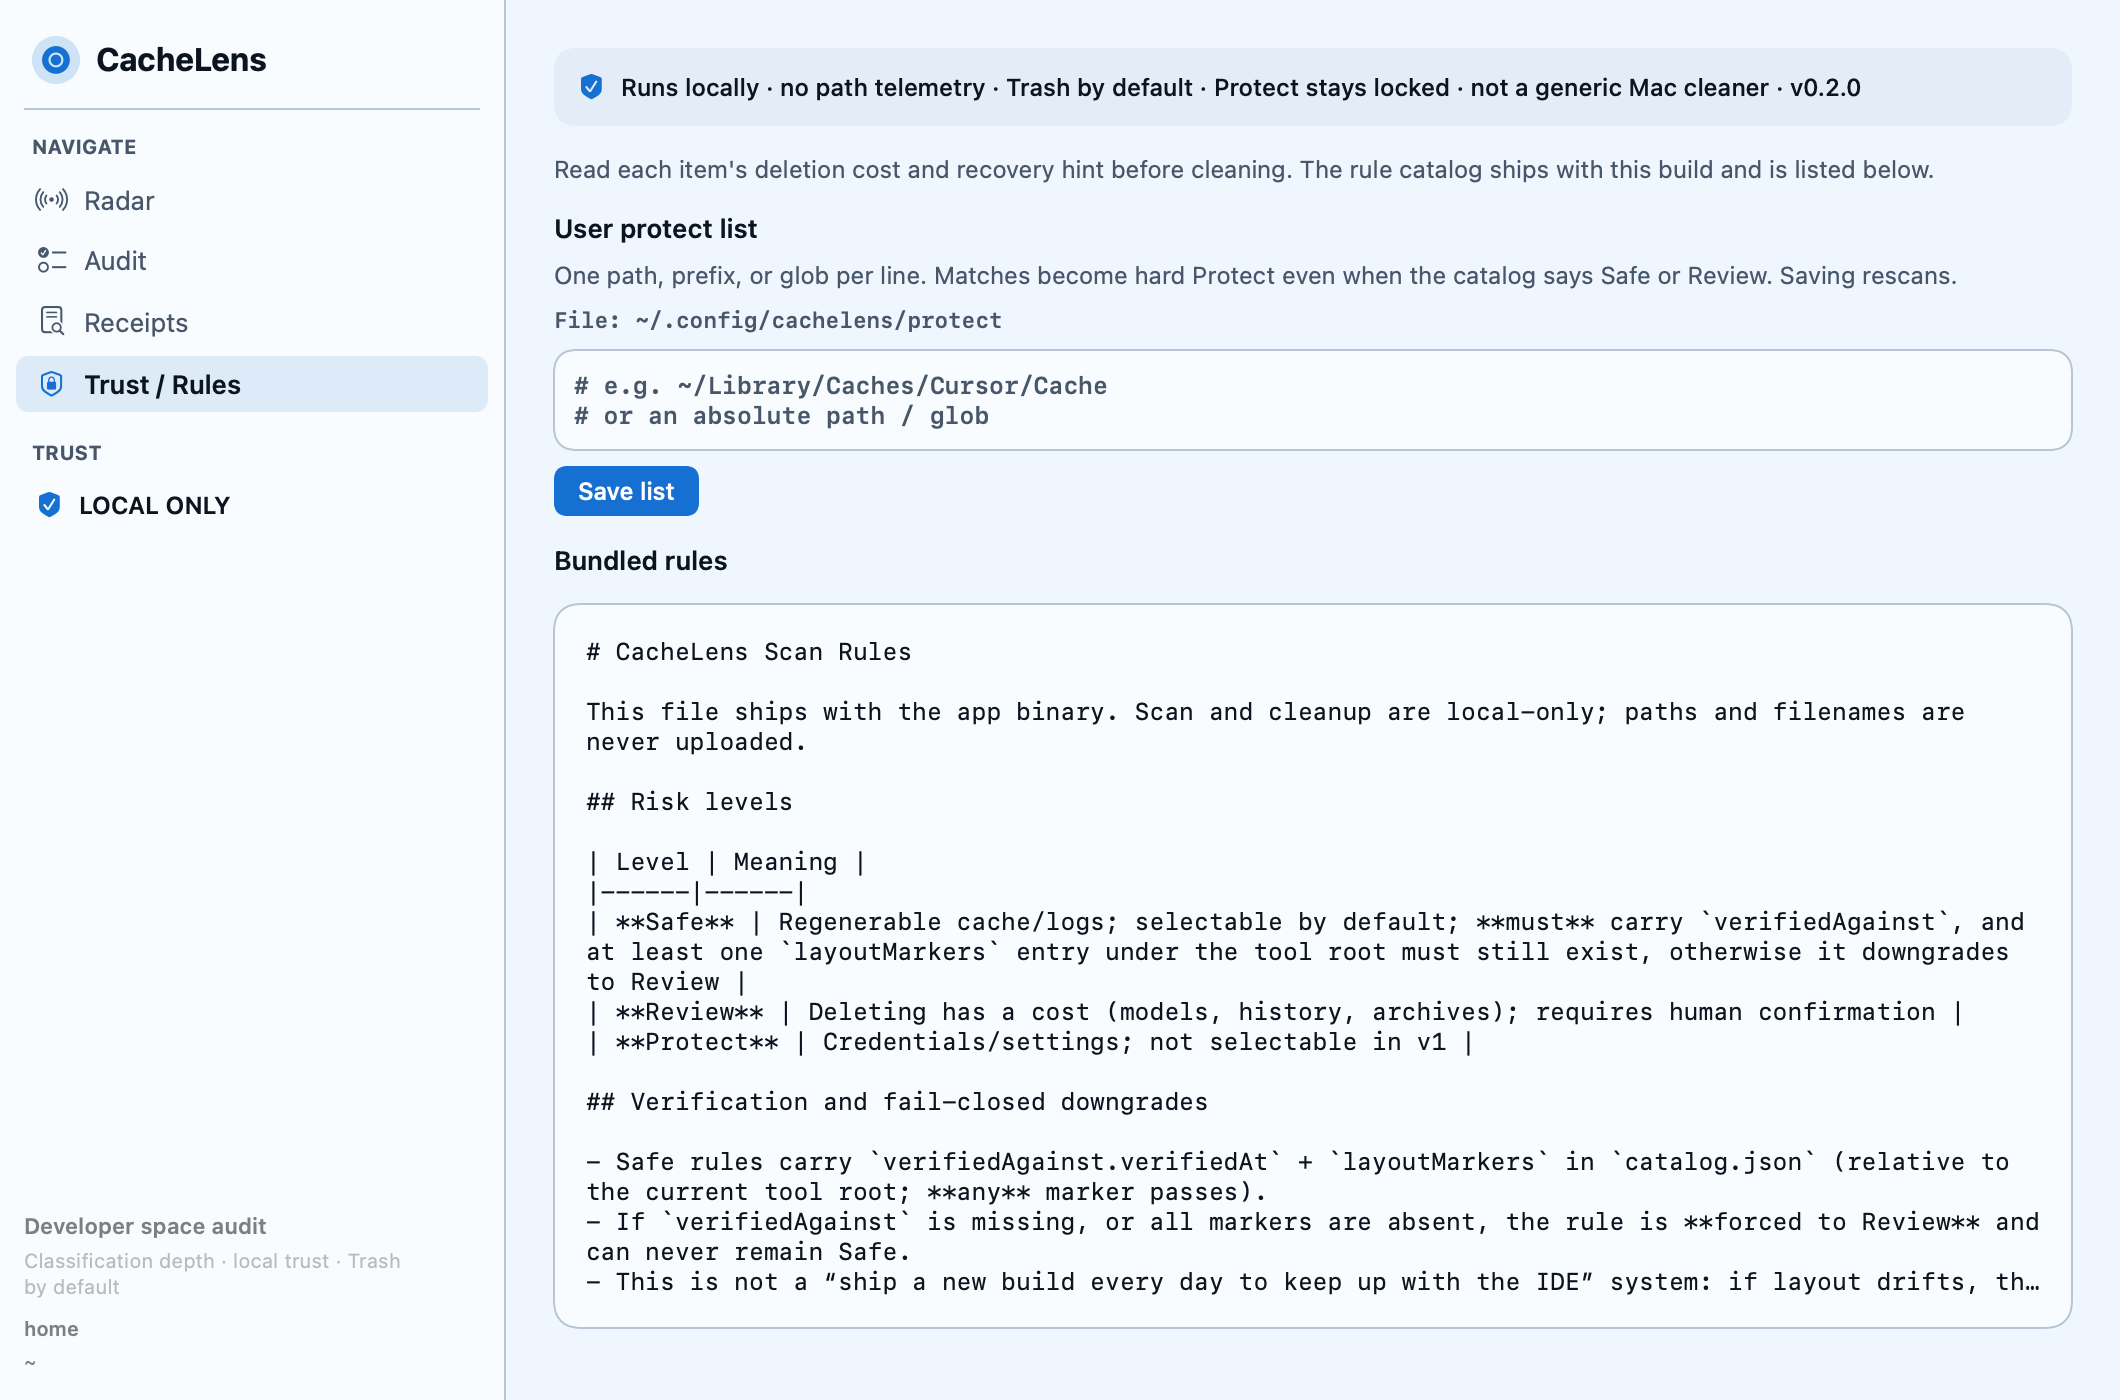 CacheLens
NAVIGATE
Radar
Audit
Receipts
Trust / Rules
TRUST
LOCAL ONLY
Developer space audit
Classification depth · local trust · Trash
by default
home
~
Runs locally · no path telemetry · Trash by default · Protect stays locked · not a generic Mac cleaner · v0.2.0
Read each item's deletion cost and recovery hint before cleaning. The rule catalog ships with this build and is listed below.
User protect list
One path, prefix, or glob per line. Matches become hard Protect even when the catalog says Safe or Review. Saving rescans.
File: ~/.config/cachelens/protect
# e.g. ~/Library/Caches/Cursor/Cache
# or an absolute path / glob
Save list
Bundled rules
# CacheLens Scan Rules
This file ships with the app binary. Scan and cleanup are local-only; paths and filenames are
never uploaded.
## Risk levels
| Level | Meaning |
|------|------|
| **Safe** | Regenerable cache/logs; selectable by default; **must** carry `verifiedAgainst`, and
at least one `layoutMarkers` entry under the tool root must still exist, otherwise it downgrades
to Review |
| **Review** | Deleting has a cost (models, history, archives); requires human confirmation |
| **Protect** | Credentials/settings; not selectable in v1 |
## Verification and fail-closed downgrades
- Safe rules carry `verifiedAgainst.verifiedAt` + `layoutMarkers` in `catalog.json` (relative to
the current tool root; **any** marker passes).
- If `verifiedAgainst` is missing, or all markers are absent, the rule is **forced to Review** and
can never remain Safe.
- This is not a “ship a new build every day to keep up with the IDE” system: if layout drifts, th…